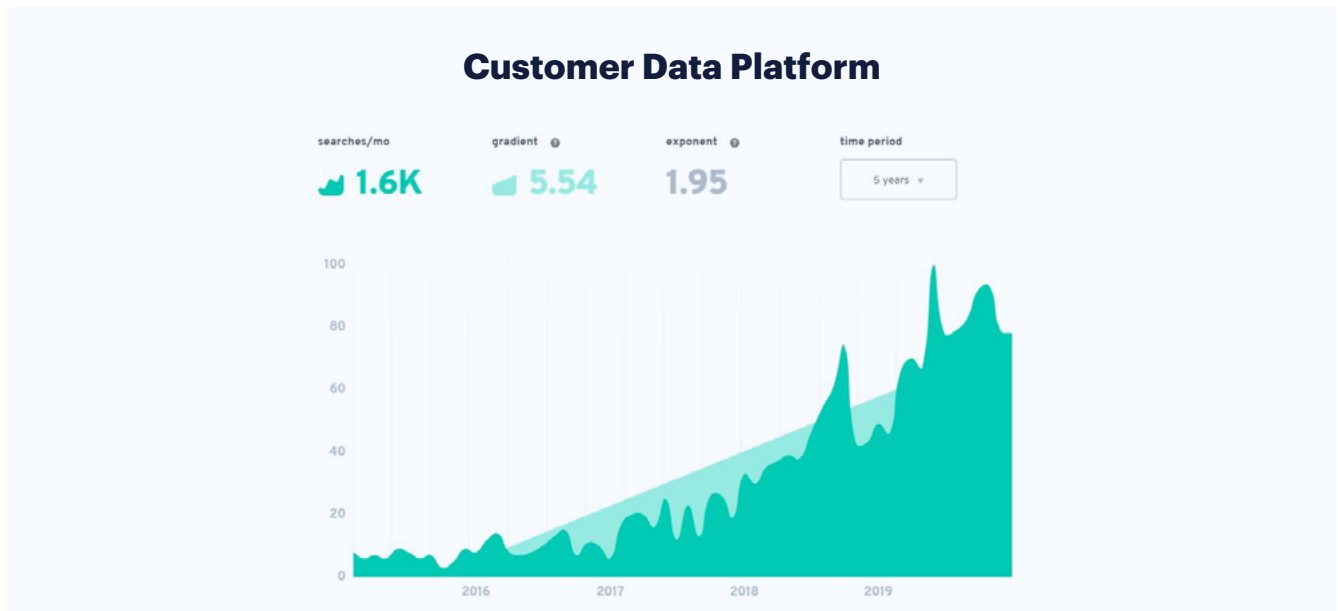 Customer Data Platform
searches/mo gradient ? exponent ? time period
1.6K 5.54 1.95 5 years
100
80
60
40
20
0
2016 2017 2018 2019